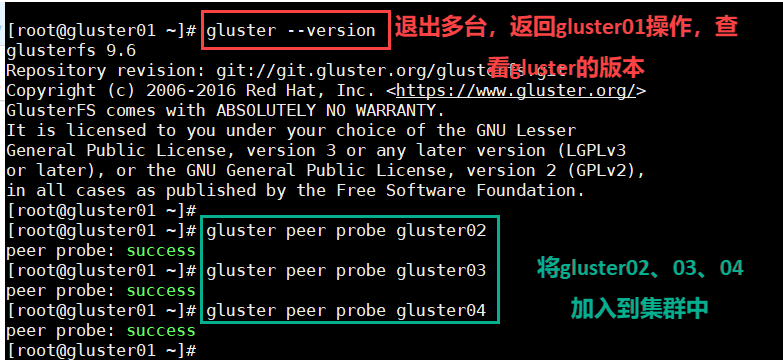 [root@gluster01 ~]# gluster --version
退出多台，返回gluster01操作，查
看gluster的版本
glusterfs 9.6
Repository revision: git://git.gluster.org/glusterfs.git
Copyright (c) 2006-2016 Red Hat, Inc. <https://www.gluster.org/>
GlusterFS comes with ABSOLUTELY NO WARRANTY.
It is licensed to you under your choice of the GNU Lesser
General Public License, version 3 or any later version (LGPLv3
or later), or the GNU General Public License, version 2 (GPLv2),
in all cases as published by the Free Software Foundation.
[root@gluster01 ~]#
[root@gluster01 ~]# gluster peer probe gluster02
peer probe: success
[root@gluster01 ~]# gluster peer probe gluster03
peer probe: success
[root@gluster01 ~]# gluster peer probe gluster04
peer probe: success
[root@gluster01 ~]#
将gluster02、03、04
加入到集群中